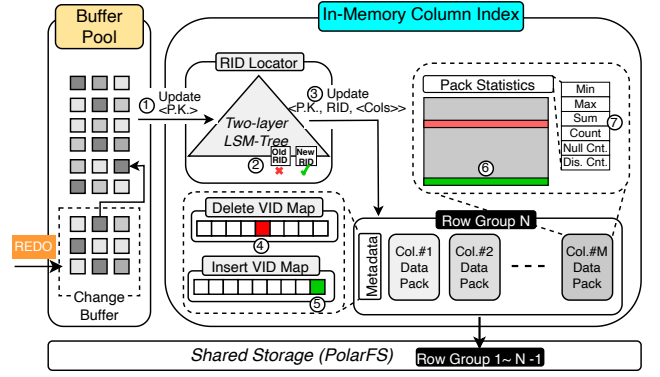 Buffer
Pool
In-Memory Column Index
RID Locator
① Update
<P.K.>
③ Update
<P.K., RID, <Cols>>
Two-layer
LSM-Tree
②
Old
RID
New
RID
Pack Statistics
Min
Max
Sum
Count
Null Cnt.
Dis. Cnt.
⑦
⑥
Delete VID Map
④
Insert VID Map
⑤
REDO
Change
Buffer
Row Group N
Metadata
Col.#1
Data
Pack
Col.#2
Data
Pack
Col.#M
Data
Pack
Shared Storage (PolarFS)
Row Group 1~ N -1